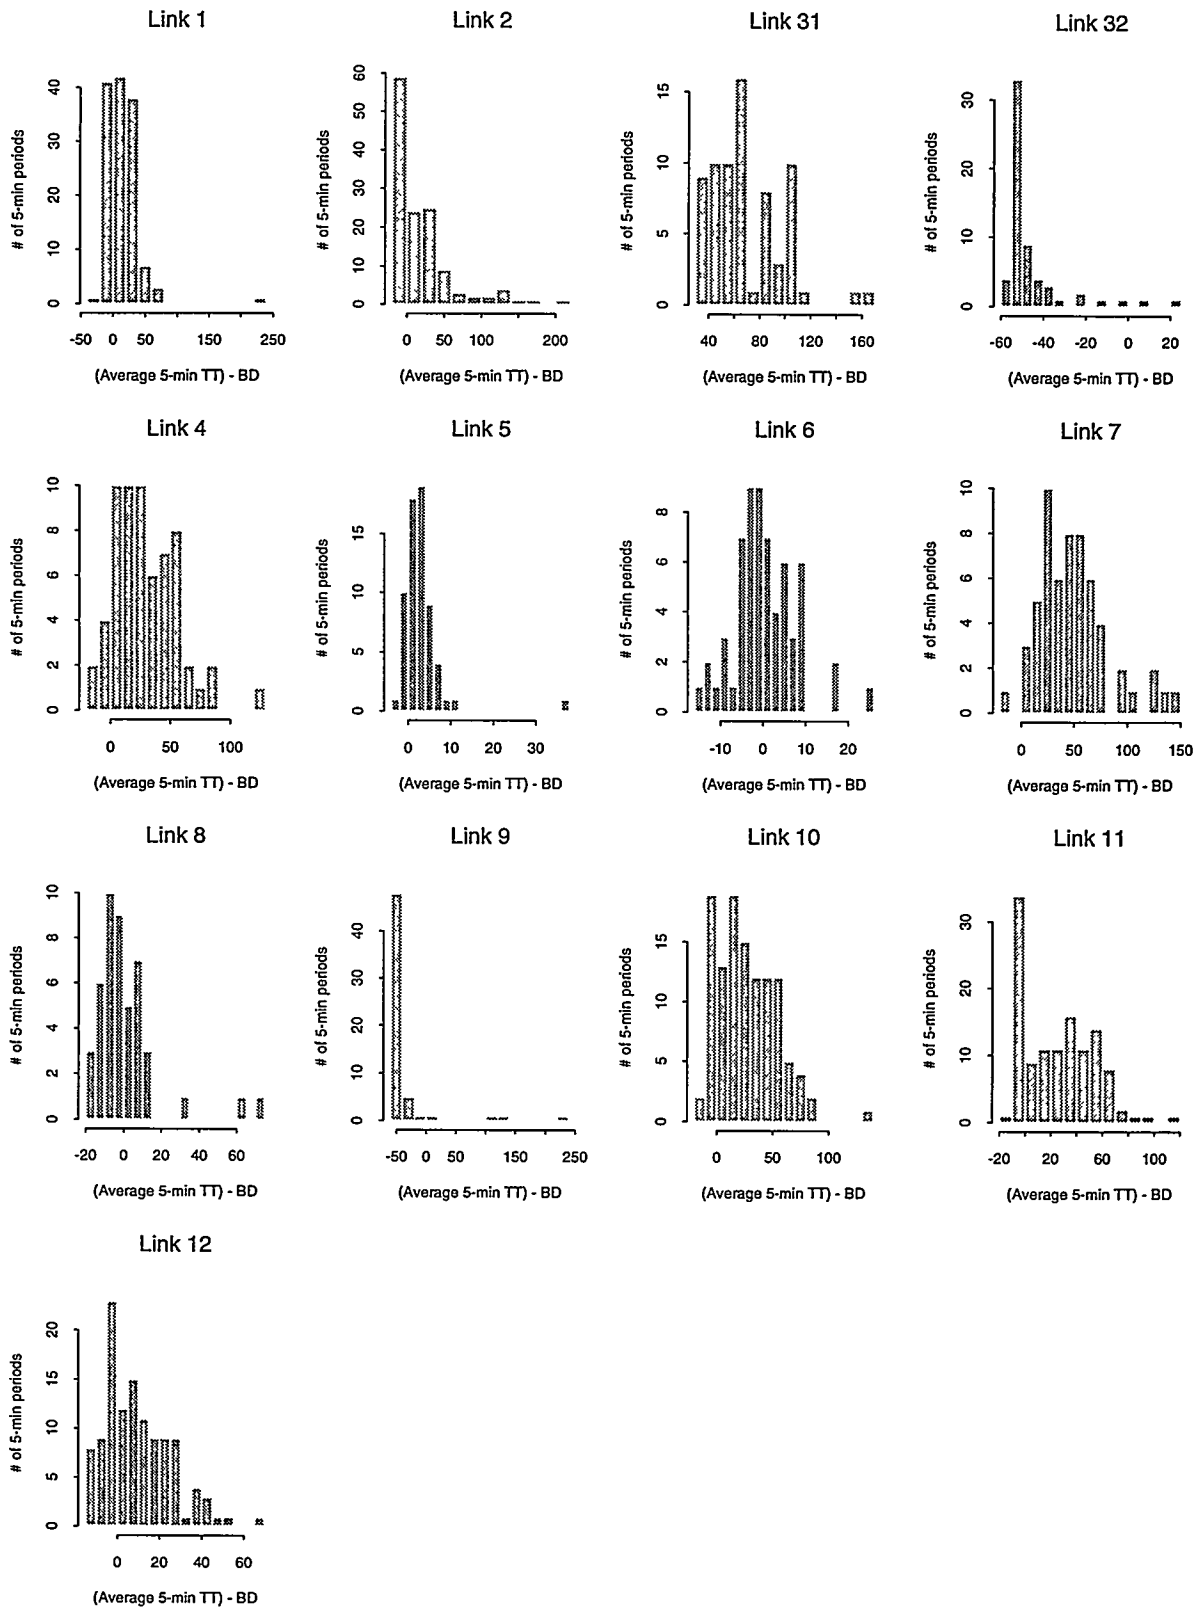 Link 1
# of 5-min periods
0 10 20 30 40
-50 0 50 150 250
(Average 5-min TT) - BD
Link 2
# of 5-min periods
0 10 20 30 40 50 60
0 100 200
(Average 5-min TT) - BD
Link 31
# of 5-min periods
0 5 10 15
40 80 120 160
(Average 5-min TT) - BD
Link 32
# of 5-min periods
0 10 20 30
-60 -40 -20 0 20
(Average 5-min TT) - BD
Link 4
# of 5-min periods
0 2 4 6 8 10
0 50 100
(Average 5-min TT) - BD
Link 5
# of 5-min periods
0 5 10 15
0 10 20 30
(Average 5-min TT) - BD
Link 6
# of 5-min periods
0 2 4 6 8
-10 0 10 20
(Average 5-min TT) - BD
Link 7
# of 5-min periods
0 2 4 6 8 10
0 50 100 150
(Average 5-min TT) - BD
Link 8
# of 5-min periods
0 2 4 6 8 10
-20 0 20 40 60
(Average 5-min TT) - BD
Link 9
# of 5-min periods
0 10 20 30 40
-50 0 50 150 250
(Average 5-min TT) - BD
Link 10
# of 5-min periods
0 5 10 15
0 50 100
(Average 5-min TT) - BD
Link 11
# of 5-min periods
0 10 20 30
-20 20 60 100
(Average 5-min TT) - BD
Link 12
# of 5-min periods
0 5 10 15 20
0 20 40 60
(Average 5-min TT) - BD